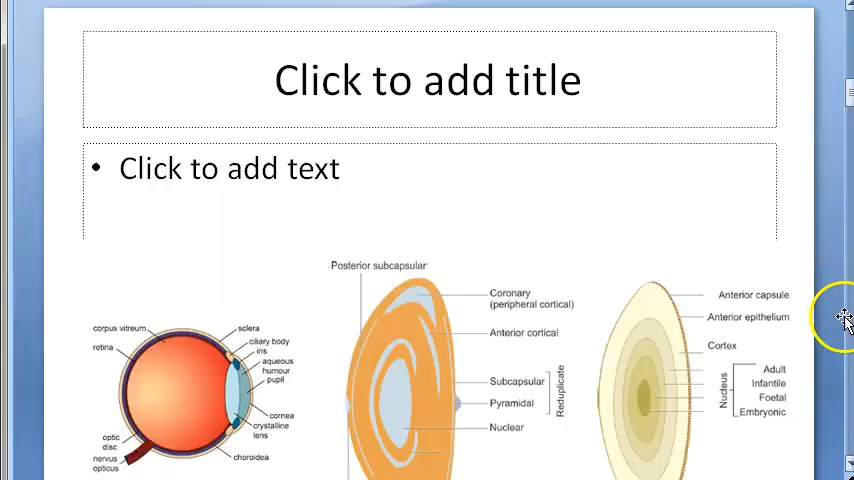 Click to add title
• Click to add text
Posterior subcapsular
Coronary
(peripheral cortical)
Anterior cortical
Subcapsular
Pyramidal
Nuclear
Reduplicate
corpus vitreum
retina
sclera
ciliary body
iris
aqueous
humour
pupil
cornea
crystalline
lens
choroidea
optic
disc
nervus
opticus
Anterior capsule
Anterior epithelium
Cortex
Nucleus
Adult
Infantile
Foetal
Embryonic